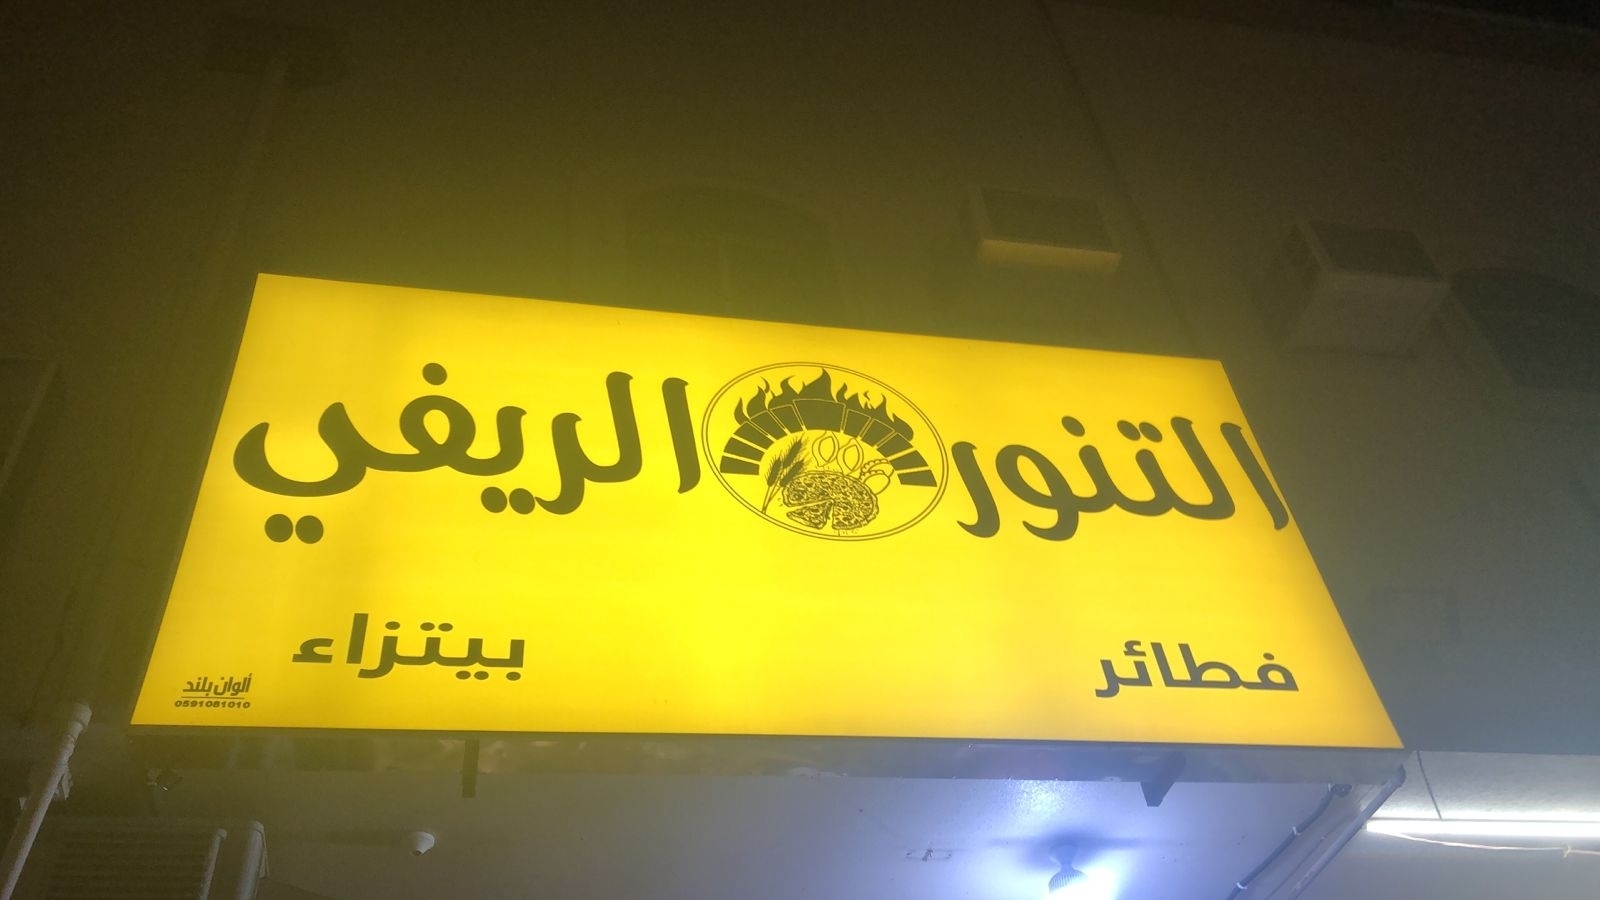 التنور الريفي
فطائر بيتزاء
ألوان بلند
0591081010